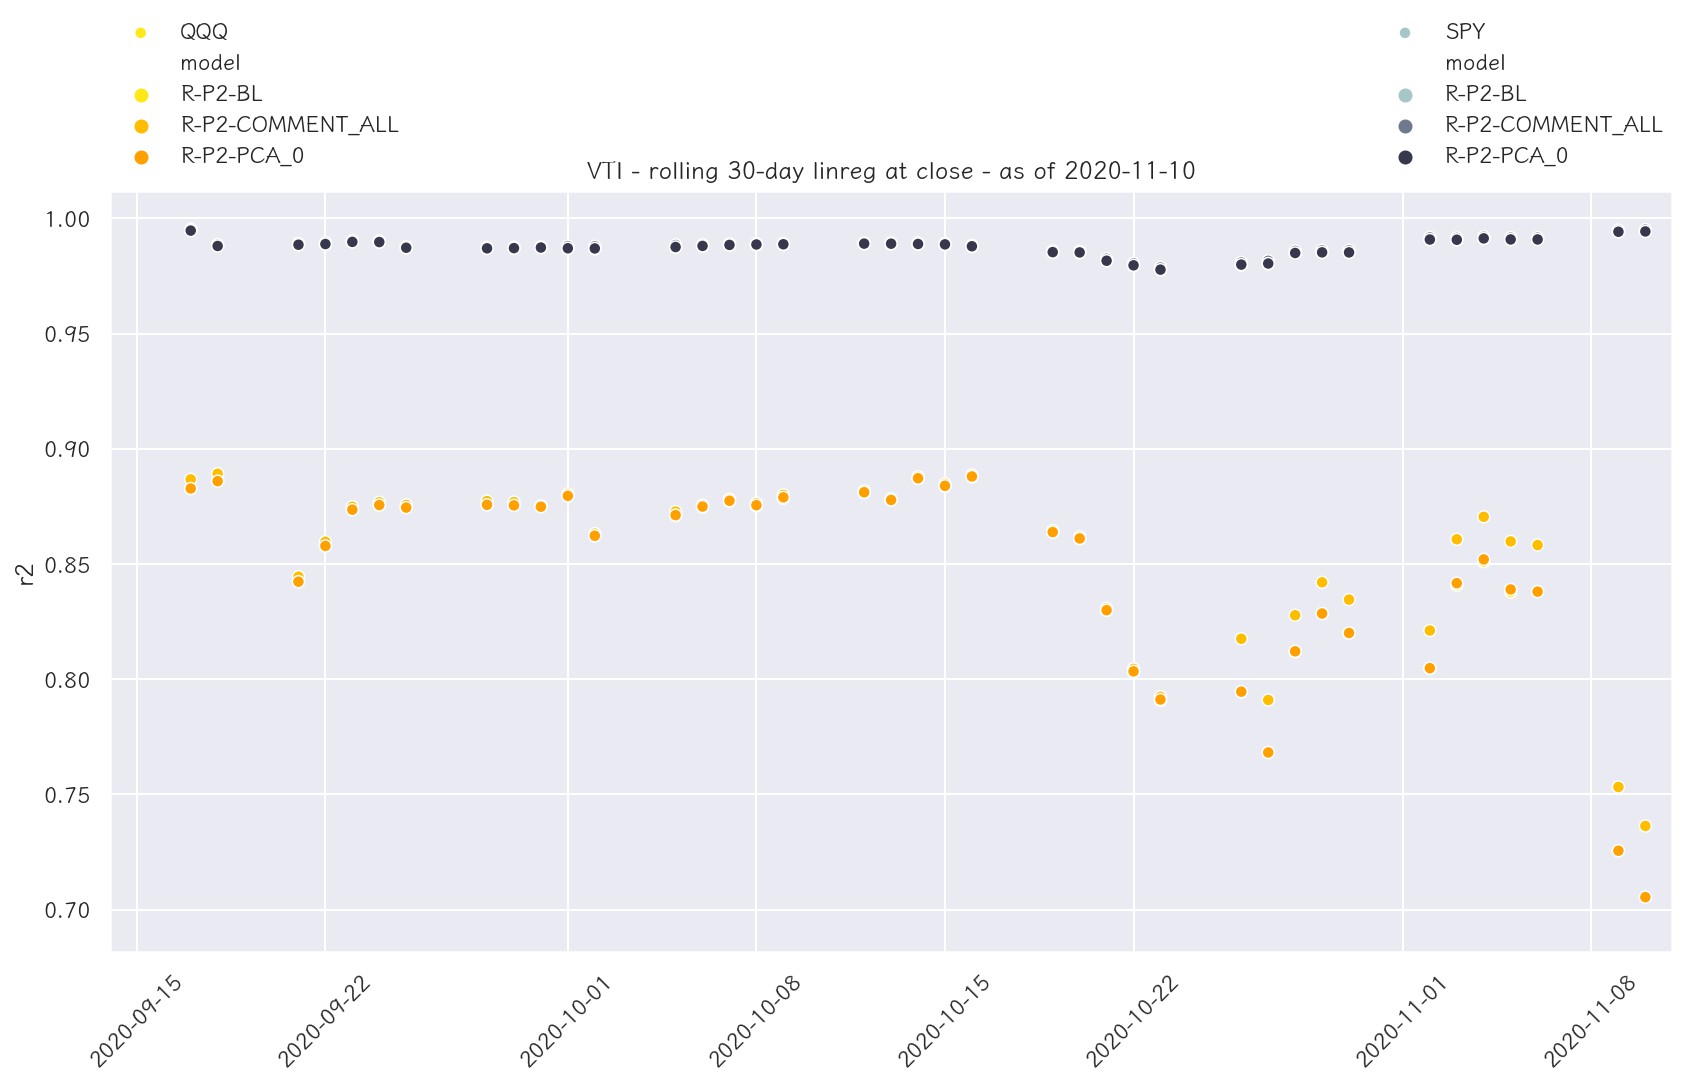 QQQ
model
R-P2-BL
R-P2-COMMENT_ALL
R-P2-PCA_0
SPY
model
R-P2-BL
R-P2-COMMENT_ALL
R-P2-PCA_0
VTI - rolling 30-day linreg at close - as of 2020-11-10
1.00
0.95
0.90
0.85
0.80
0.75
0.70
r2
2020-09-15
2020-09-22
2020-10-01
2020-10-08
2020-10-15
2020-10-22
2020-11-01
2020-11-08